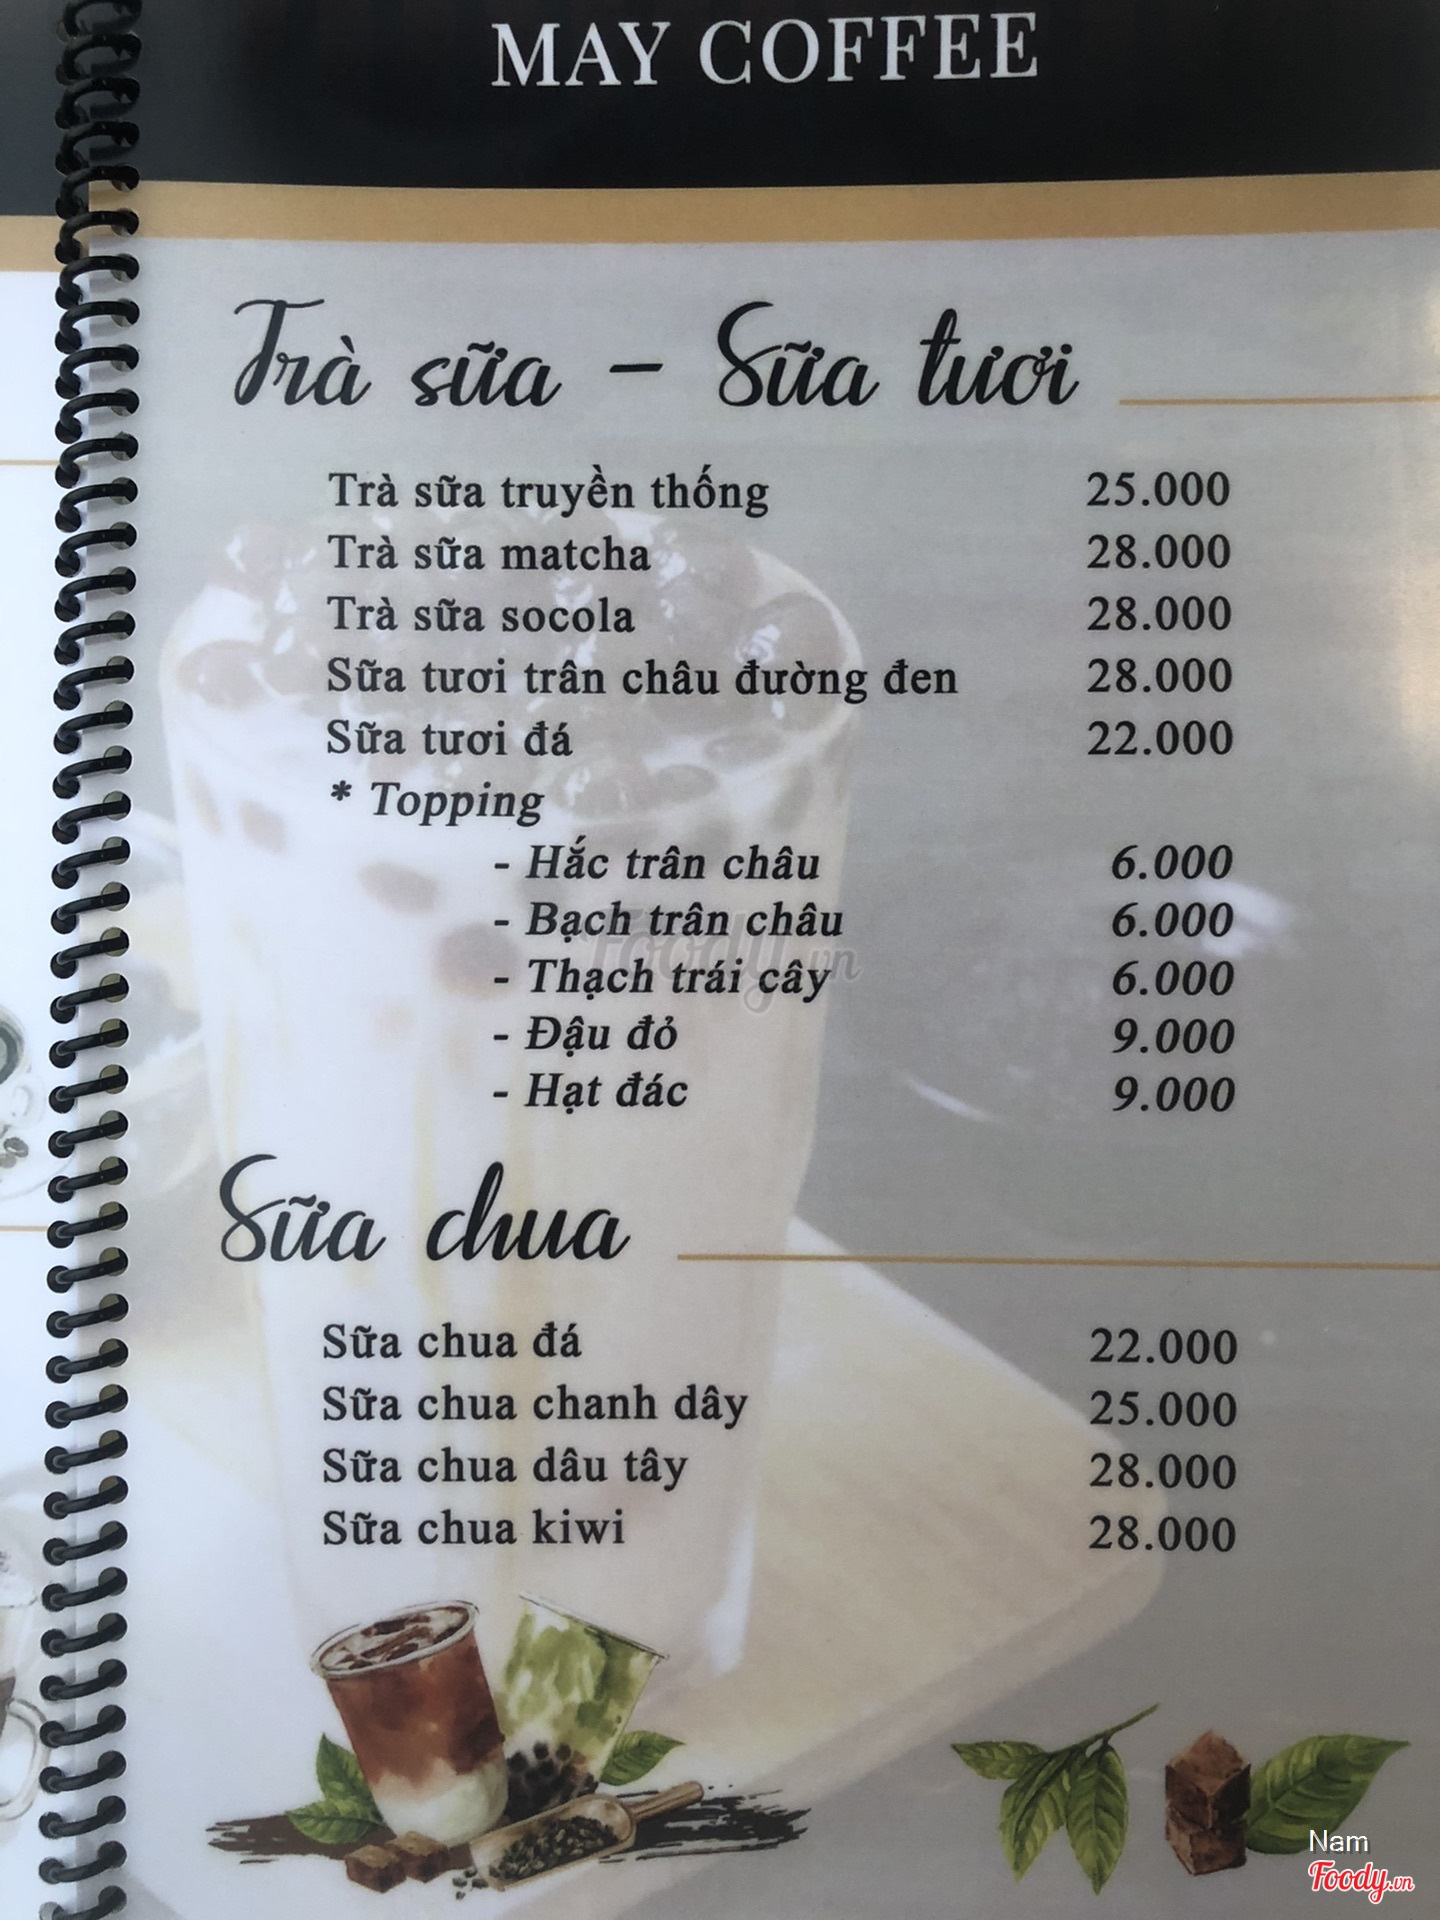 MAY COFFEE
Trà sữa - Sữa tươi
Trà sữa truyền thống 25.000
Trà sữa matcha 28.000
Trà sữa socola 28.000
Sữa tươi trân châu đường đen 28.000
Sữa tươi đá 22.000
* Topping
- Hắc trân châu 6.000
- Bạch trân châu 6.000
- Thạch trái cây 6.000
- Đậu đỏ 9.000
- Hạt đác 9.000
Foody.vn
Sữa chua
Sữa chua đá 22.000
Sữa chua chanh dây 25.000
Sữa chua dâu tây 28.000
Sữa chua kiwi 28.000
Nam
Foody.vn